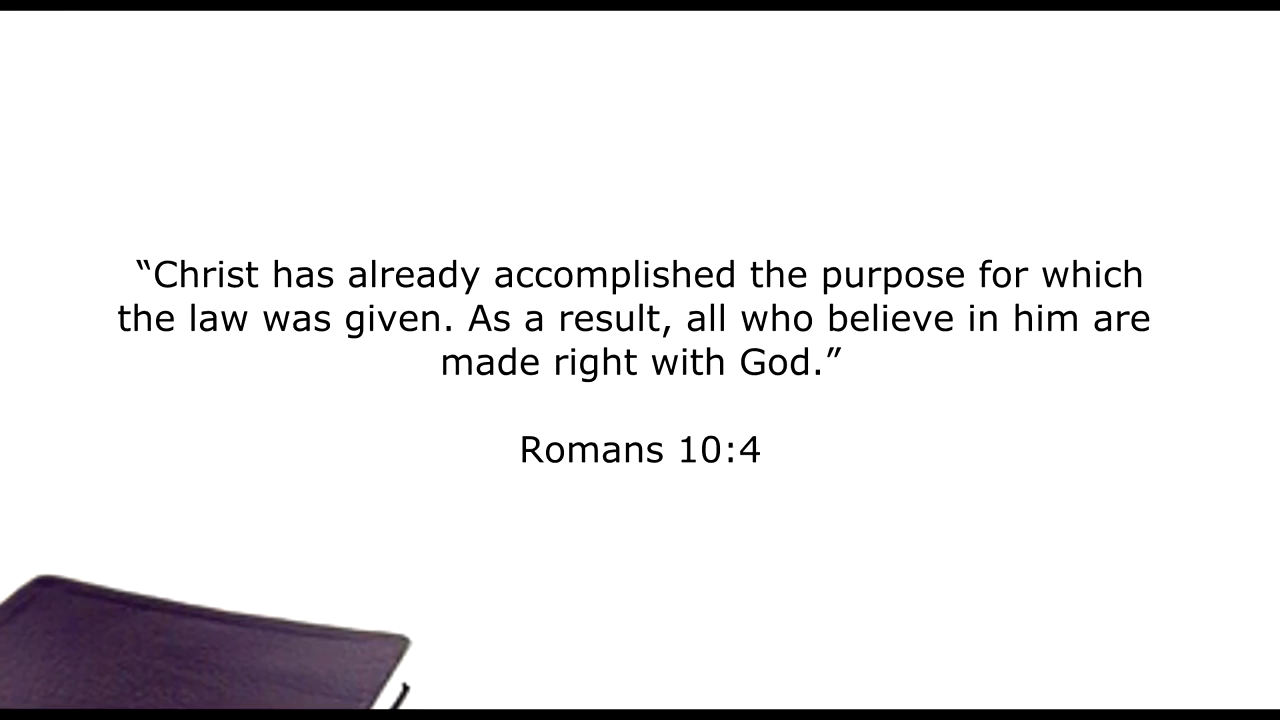 “Christ has already accomplished the purpose for which
the law was given. As a result, all who believe in him are
made right with God.”
Romans 10:4